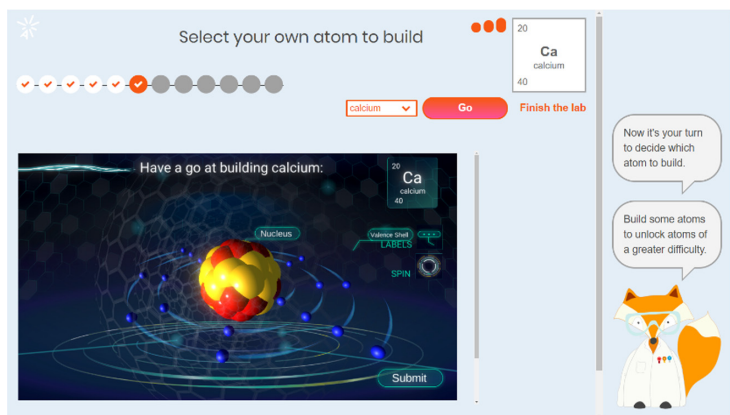 Select your own atom to build
20
Ca
calcium
40
calcium
Go
Finish the lab
Have a go at building calcium:
20
Ca
calcium
40
Nucleus
Valence Shell
LABELS
SPIN
Submit
Now it's your turn
to decide which
atom to build.
Build some atoms
to unlock atoms of
a greater difficulty.